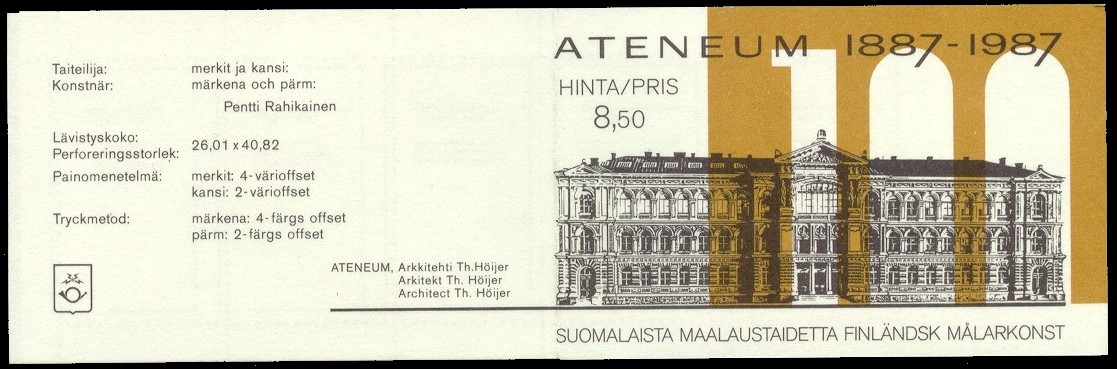 Taiteilija: merkit ja kansi:
Konstnär: märkena och pärm:
Pentti Rahikainen
Lävistyskoko:
Perforeringsstorlek: 26,01 x 40,82
Painomenetelmä: merkit: 4-värioffset
kansi: 2-värioffset
Tryckmetod: märkena: 4-färgs offset
pärm: 2-färgs offset
ATENEUM, Arkkitehti Th.Höijer
Arkitekt Th. Höijer
Architect Th. Höijer
ATENEUM 1887-1987
HINTA/PRIS
8,50
100
SUOMALAISTA MAALAUSTAIDETTA FINLÄNDSK MÅLARKONST